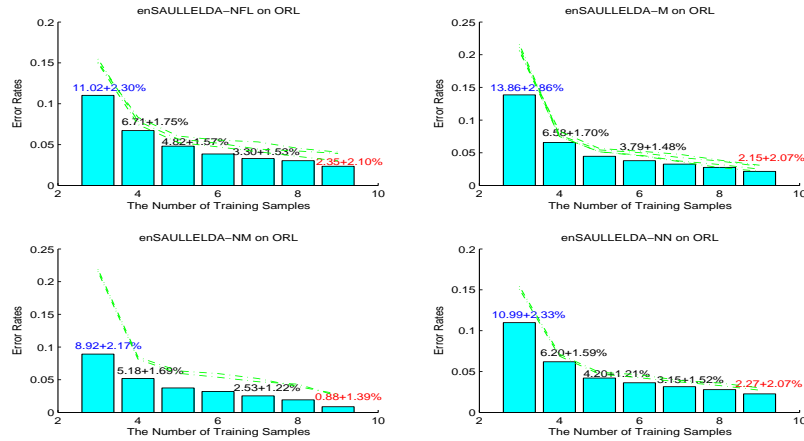 enSAULLELDA−NFL on ORL
0.2
0.15
0.1
0.05
0
Error Rates
11.02+2.30%
6.71+1.75%
4.82+1.57%
3.30+1.53%
2.35+2.10%
2 4 6 8 10
The Number of Training Samples
enSAULLELDA−M on ORL
0.25
0.2
0.15
0.1
0.05
0
Error Rates
13.86+2.86%
6.58+1.70%
3.79+1.48%
2.15+2.07%
2 4 6 8 10
The Number of Training Samples
enSAULLELDA−NM on ORL
0.25
0.2
0.15
0.1
0.05
0
Error Rates
8.92+2.17%
5.18+1.69%
2.53+1.22%
0.88+1.39%
2 4 6 8 10
The Number of Training Samples
enSAULLELDA−NN on ORL
0.2
0.15
0.1
0.05
0
Error Rates
10.99+2.33%
6.20+1.59%
4.20+1.21%
3.15+1.52%
2.27+2.07%
2 4 6 8 10
The Number of Training Samples